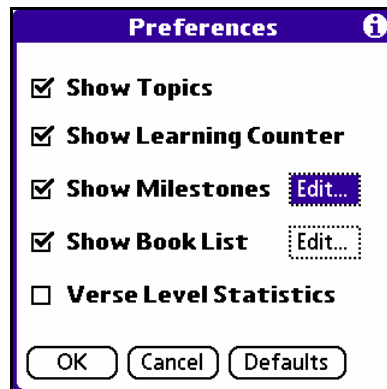 Preferences i
Show Topics
Show Learning Counter
Show Milestones Edit...
Show Book List Edit...
Verse Level Statistics
OK Cancel Defaults